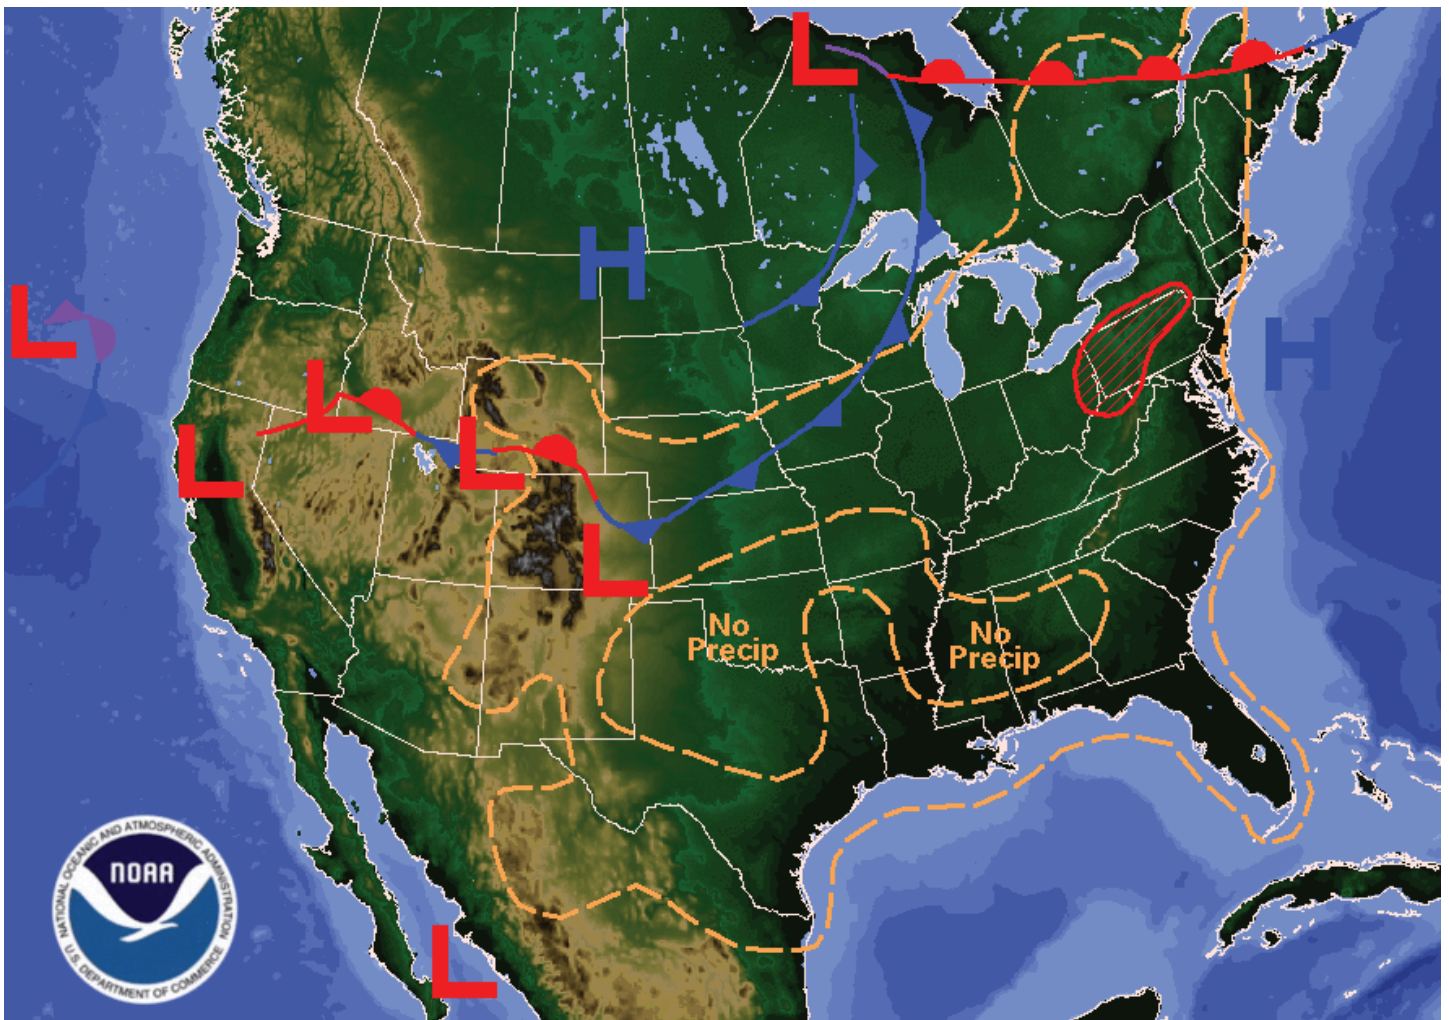 L
H
L
H
L
L
L
L
No
Precip
No
Precip
NATIONAL OCEANIC AND ATMOSPHERIC ADMINISTRATION
NOAA
U.S. DEPARTMENT OF COMMERCE
L